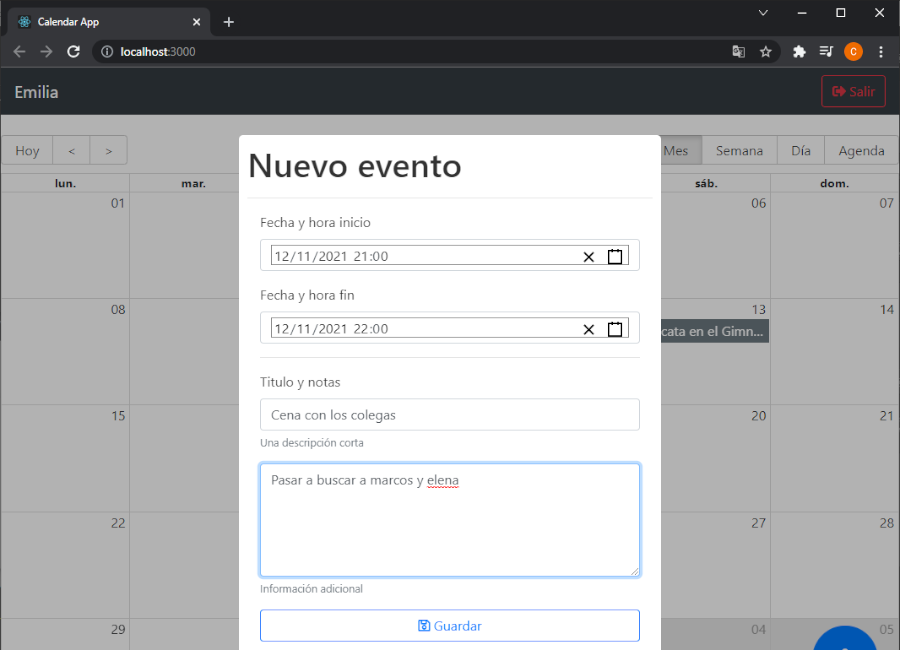 Calendar App
localhost:3000
C
Emilia
Salir
Hoy < > Mes Semana Día Agenda
lun. mar. sáb. dom.
01 06 07
08 13 14
cata en el Gimn...
15 20 21
22 27 28
29 04 05
Nuevo evento
Fecha y hora inicio
12/11/2021 21:00
Fecha y hora fin
12/11/2021 22:00
Titulo y notas
Cena con los colegas
Una descripción corta
Pasar a buscar a marcos y elena
Información adicional
Guardar